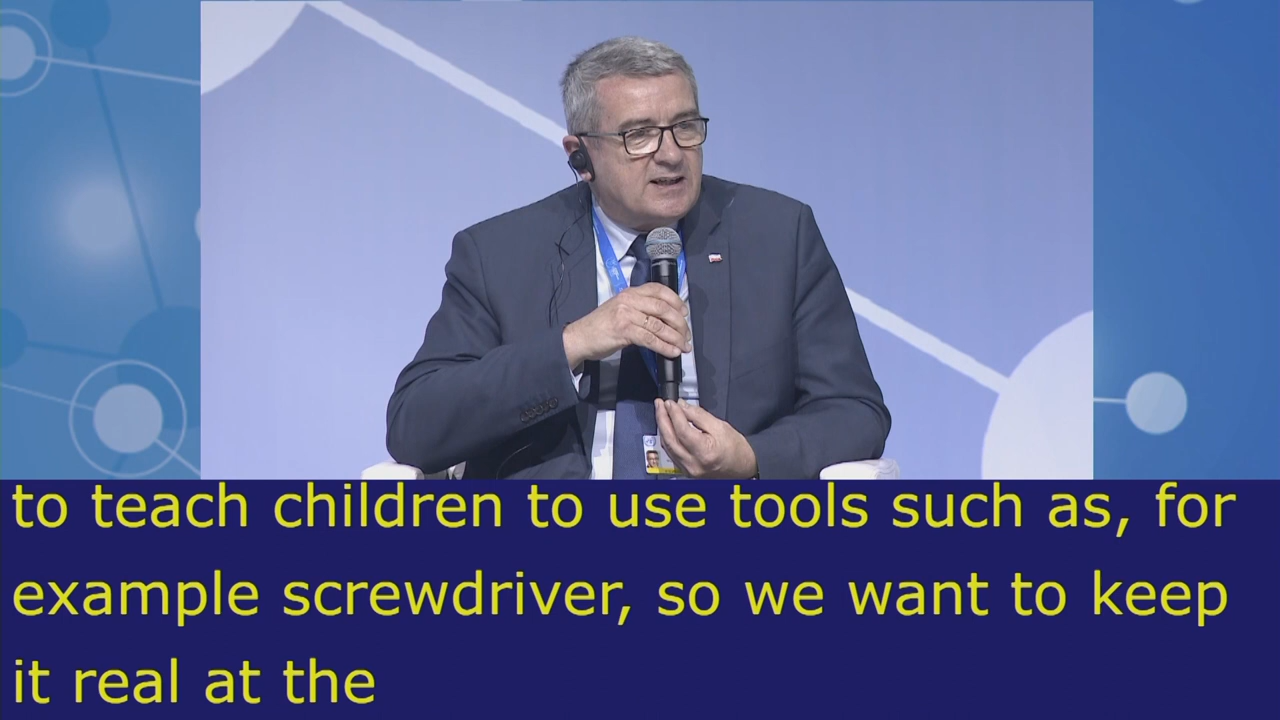 to teach children to use tools such as, for
example screwdriver, so we want to keep
it real at the